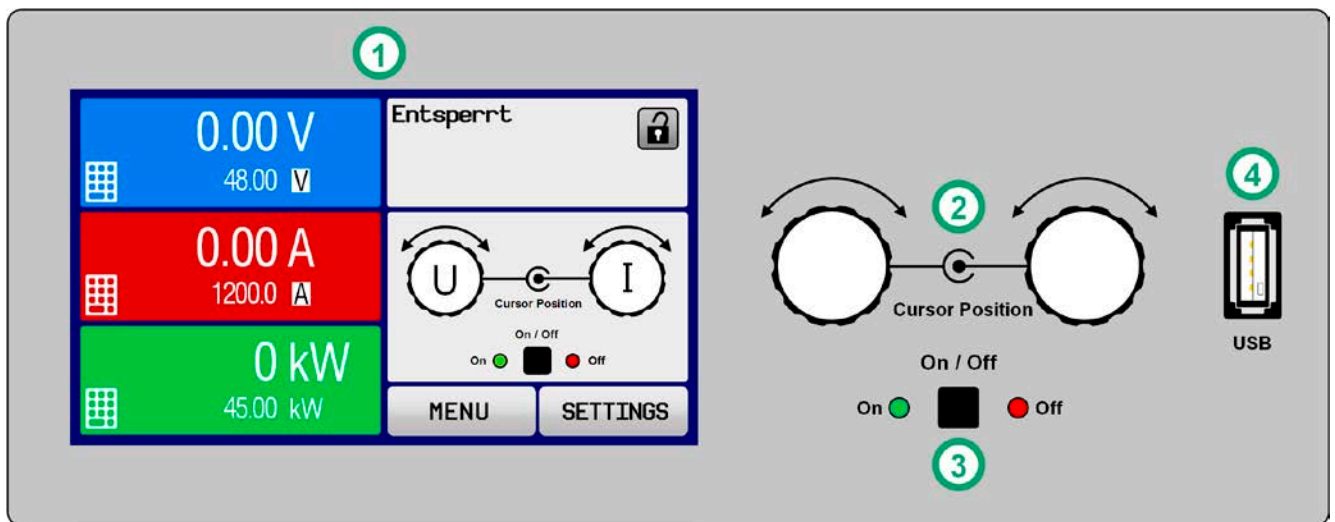 1
0.00 V
48.00 V
0.00 A
1200.0 A
0 kW
45.00 kW
Entsperrt
U
I
Cursor Position
On / Off
On
Off
MENU
SETTINGS
2
Cursor Position
On / Off
On
Off
3
4
USB